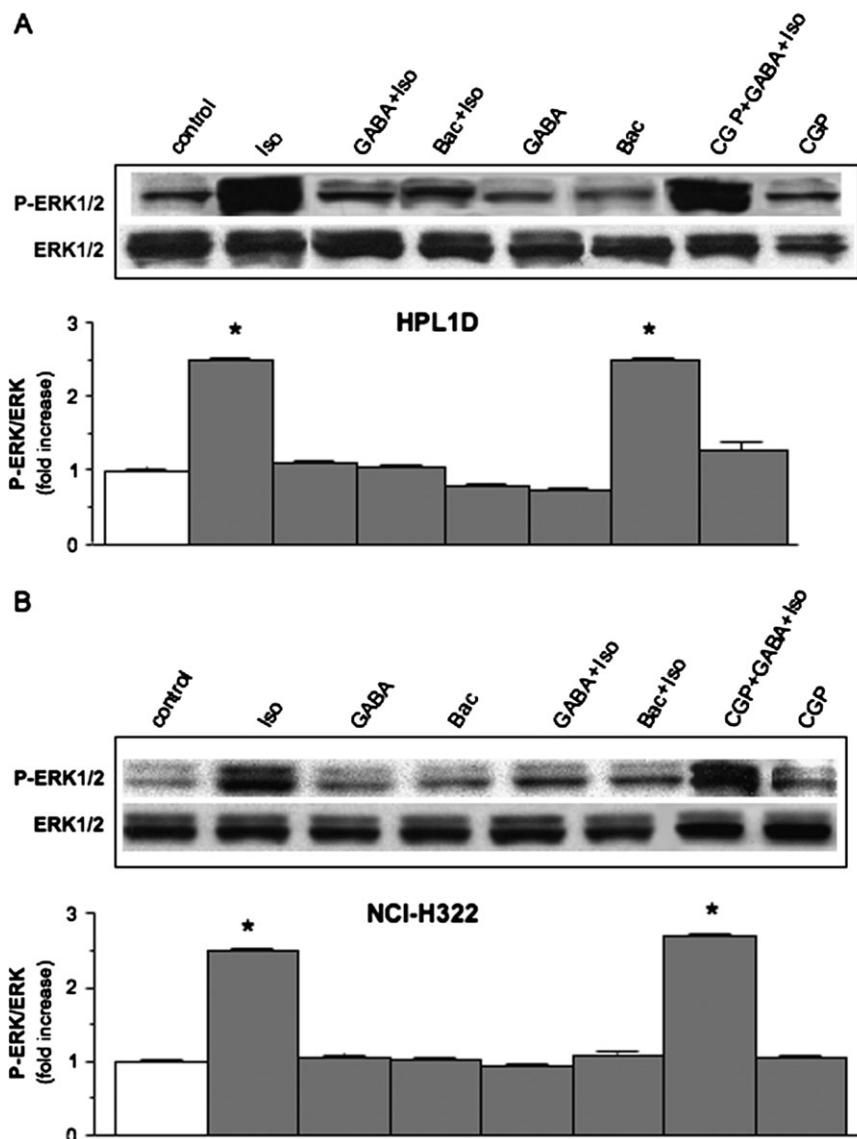 A
control Iso GABA+Iso Bac+Iso GABA Bac CG P+GABA+Iso CGP
P-ERK1/2
ERK1/2
HPL1D
* *
P-ERK/ERK
(fold increase)
3
2
1
0
B
control Iso GABA Bac GABA+Iso Bac+Iso CGP+GABA+Iso CGP
P-ERK1/2
ERK1/2
NCI-H322
* *
P-ERK/ERK
(fold increase)
3
2
1
0